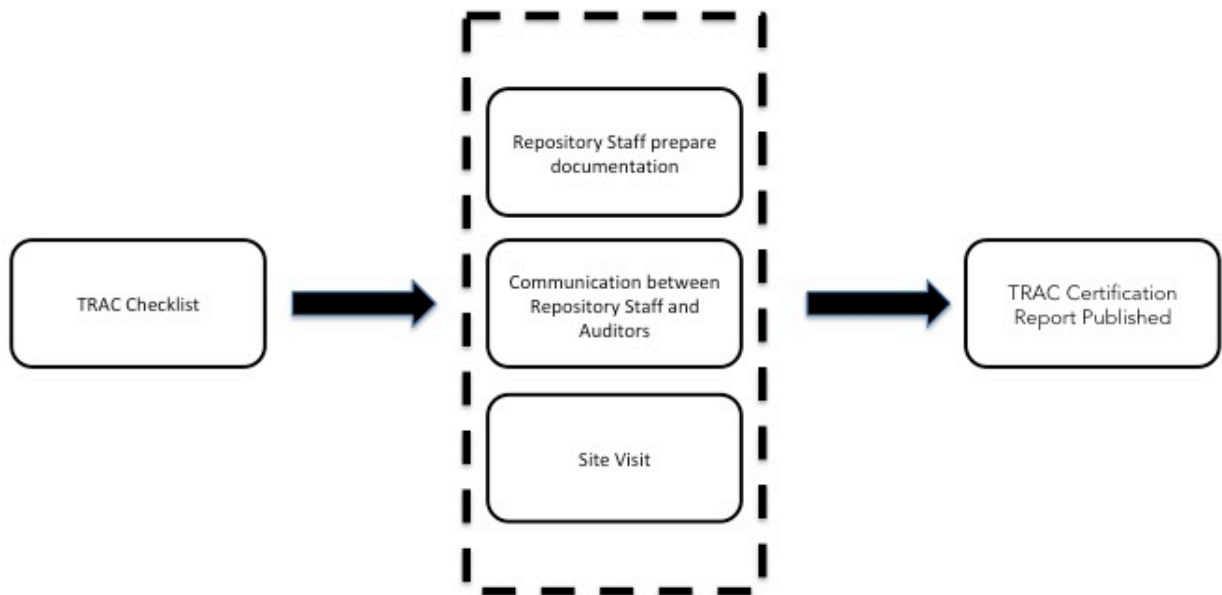 TRAC Checklist
Repository Staff prepare
documentation
Communication between
Repository Staff and
Auditors
Site Visit
TRAC Certification
Report Published